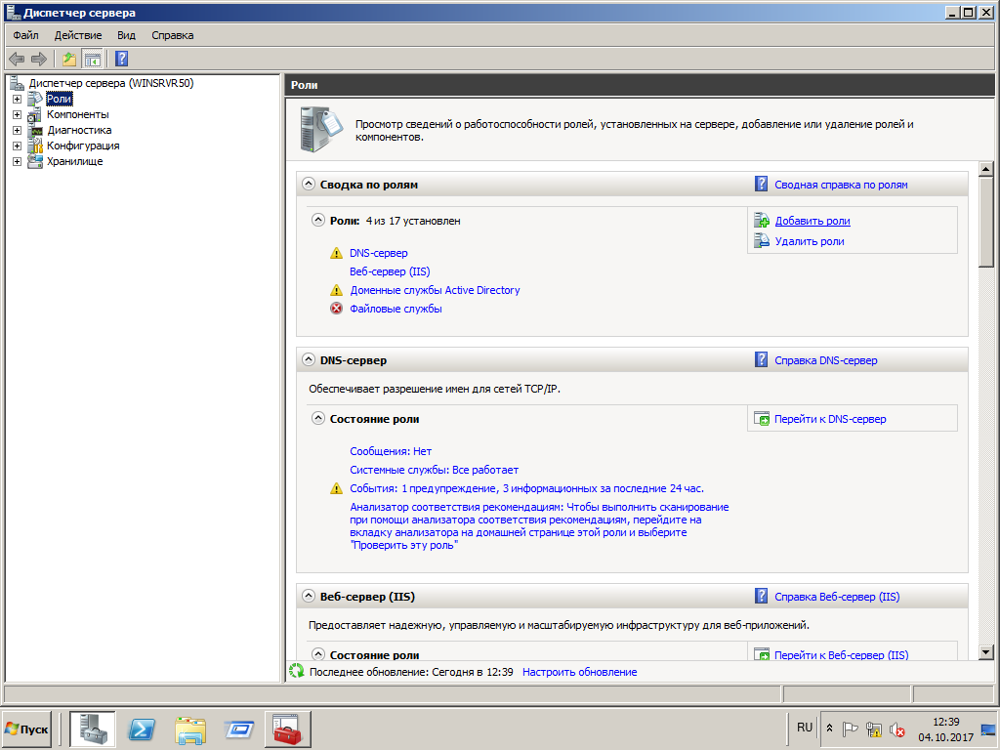 Диспетчер сервера
Файл Действие Вид Справка
Диспетчер сервера (WINSRVR50)
Роли
Компоненты
Диагностика
Конфигурация
Хранилище
Роли
Просмотр сведений о работоспособности ролей, установленных на сервере, добавление или удаление ролей и
компонентов.
Сводка по ролям
Сводная справка по ролям
Роли: 4 из 17 установлен
Добавить роли
Удалить роли
DNS-сервер
Веб-сервер (IIS)
Доменные службы Active Directory
Файловые службы
DNS-сервер
Справка DNS-сервер
Обеспечивает разрешение имен для сетей TCP/IP.
Состояние роли
Перейти к DNS-сервер
Сообщения: Нет
Системные службы: Все работает
События: 1 предупреждение, 3 информационных за последние 24 час.
Анализатор соответствия рекомендациям: Чтобы выполнить сканирование
при помощи анализатора соответствия рекомендациям, перейдите на
вкладку анализатора на домашней странице этой роли и выберите
"Проверить эту роль"
Веб-сервер (IIS)
Справка Веб-сервер (IIS)
Предоставляет надежную, управляемую и масштабируемую инфраструктуру для веб-приложений.
Состояние роли
Перейти к Веб-сервер (IIS)
Последнее обновление: Сегодня в 12:39 Настроить обновление
Пуск
RU
12:39
04.10.2017